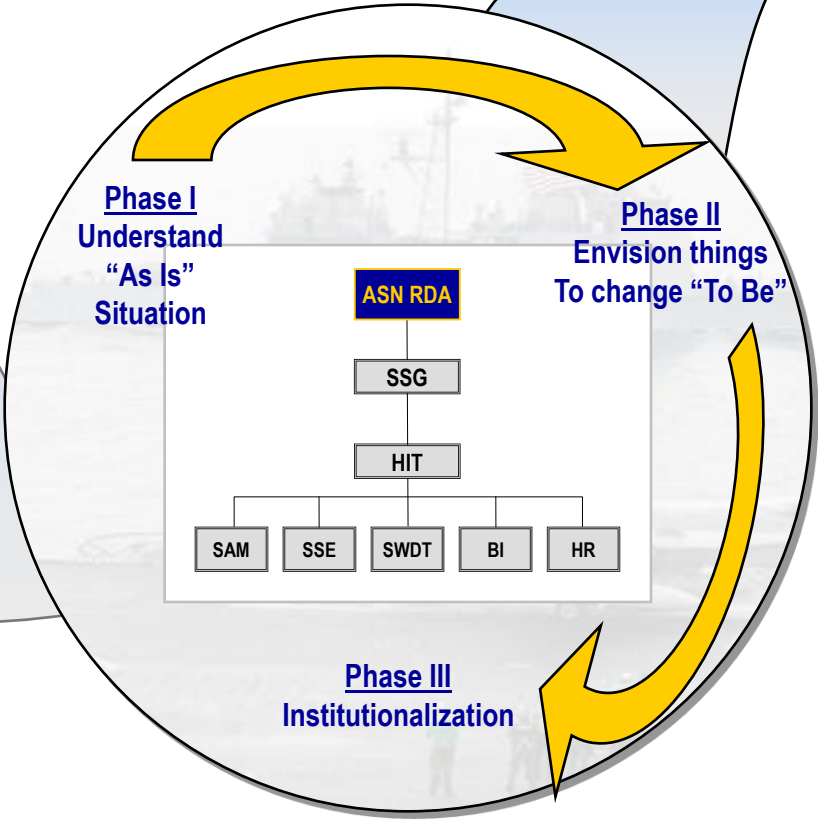 Phase I
Understand
“As Is”
Situation
Phase II
Envision things
To change “To Be”
ASN RDA
SSG
HIT
SAM
SSE
SWDT
BI
HR
Phase III
Institutionalization